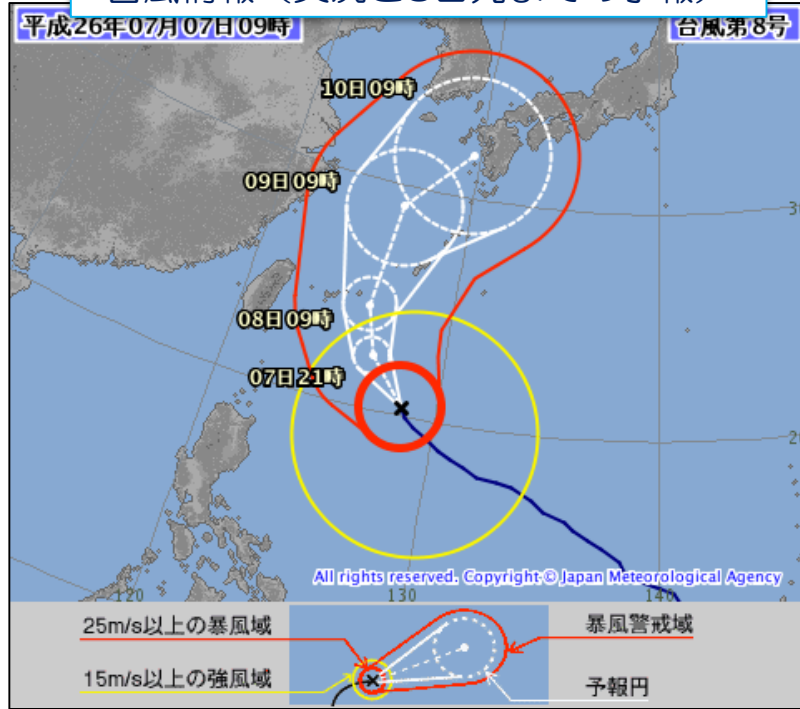 平成26年07月07日09時
台風第8号
10日09時
09日09時
08日09時
07日21時
30
20
All rights reserved. Copyright © Japan Meteorological Agency
120
130
140
25m/s以上の暴風域
暴風警戒域
15m/s以上の強風域
予報円